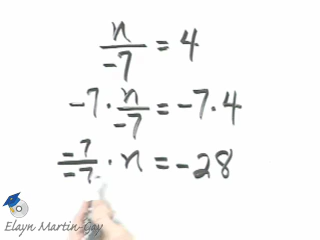 n/-7 = 4
-7 · n/-7 = -7 · 4
-7/-7 · n = -28
Elayn Martin-Gay